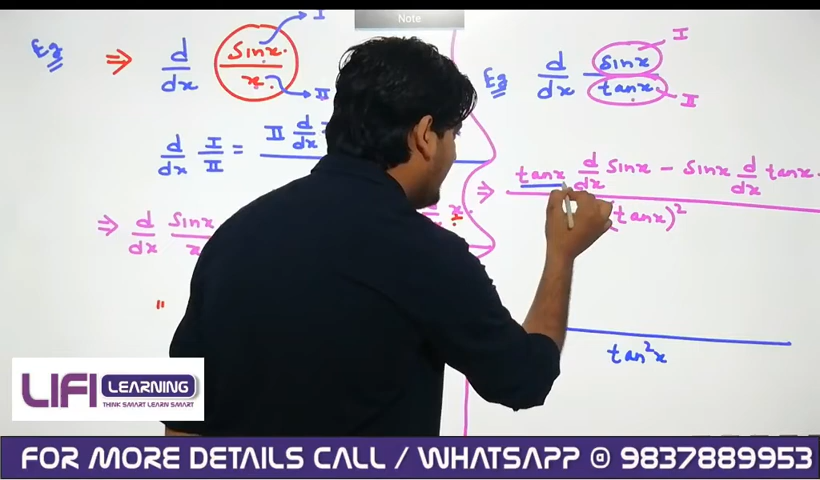 Note
Eg ⇒ d/dx sinx/x
I
II
d/dx I/II = II d/dx
⇒ d/dx sinx
"
Eg d/dx sinx/tanx
I
II
⇒ tanx d/dx sinx - sinx d/dx tanx
(tanx)²
tan²x
LIFI LEARNING
THINK SMART LEARN SMART
FOR MORE DETAILS CALL / WHATSAPP @ 9837889953